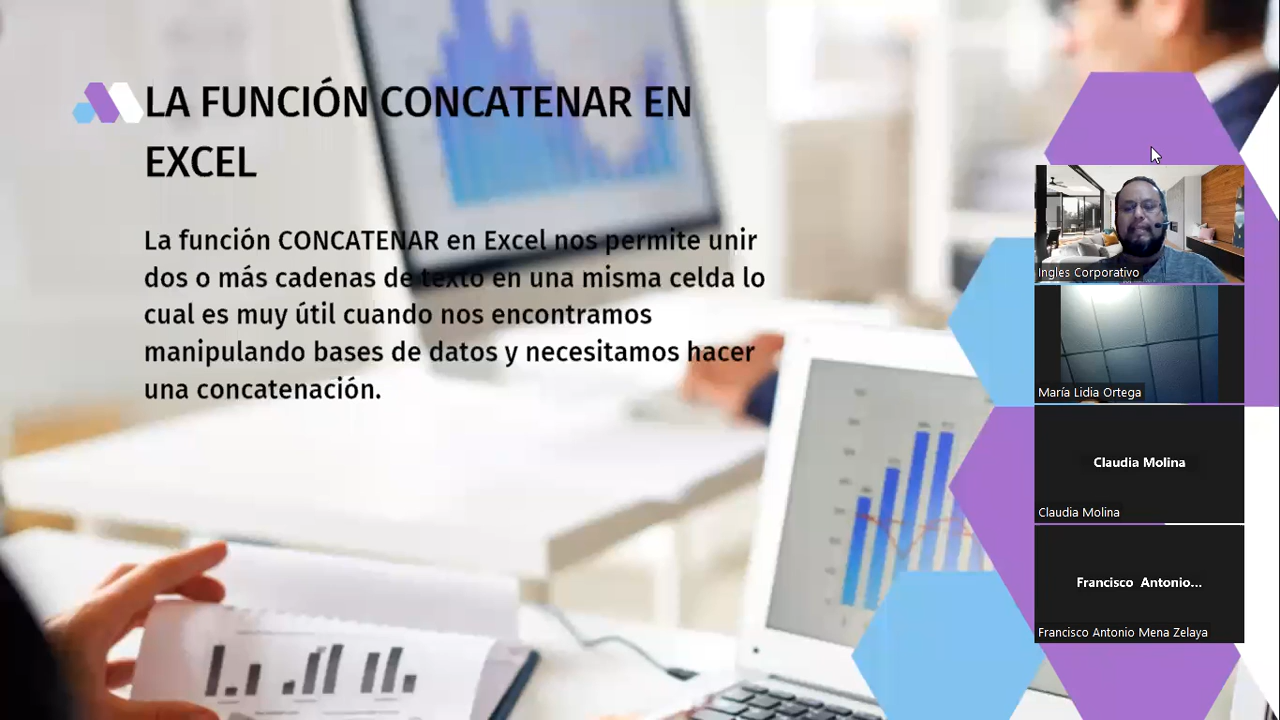 LA FUNCIÓN CONCATENAR EN
EXCEL
La función CONCATENAR en Excel nos permite unir
dos o más cadenas de texto en una misma celda lo
cual es muy útil cuando nos encontramos
manipulando bases de datos y necesitamos hacer
una concatenación.
Ingles Corporativo
María Lidia Ortega
Claudia Molina
Claudia Molina
Francisco Antonio...
Francisco Antonio Mena Zelaya